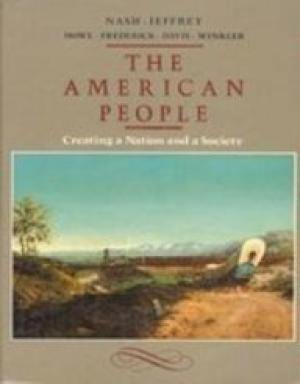 NASH · JEFFREY
HOWE · FREDERICK · DAVIS · WINKLER
THE
AMERICAN
PEOPLE
Creating a Nation and a Society